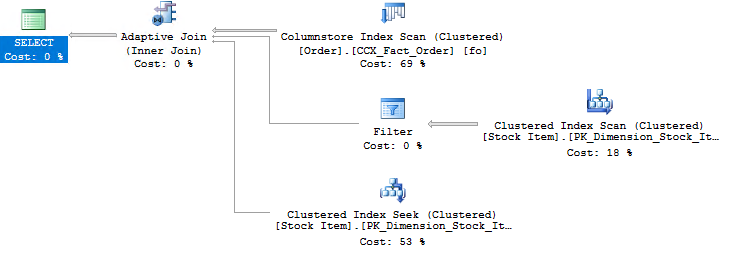 SELECT
Cost: 0 %
Adaptive Join
(Inner Join)
Cost: 0 %
Columnstore Index Scan (Clustered)
[Order].[CCX_Fact_Order] [fo]
Cost: 69 %
Filter
Cost: 0 %
Clustered Index Scan (Clustered)
[Stock Item].[PK_Dimension_Stock_It…
Cost: 18 %
Clustered Index Seek (Clustered)
[Stock Item].[PK_Dimension_Stock_It…
Cost: 53 %